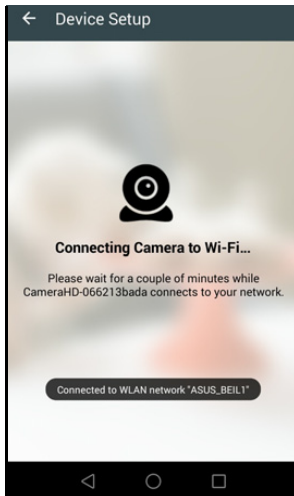 Device Setup
Connecting Camera to Wi-Fi...
Please wait for a couple of minutes while
CameraHD-066213bada connects to your network.
Connected to WLAN network "ASUS_BEIL1"